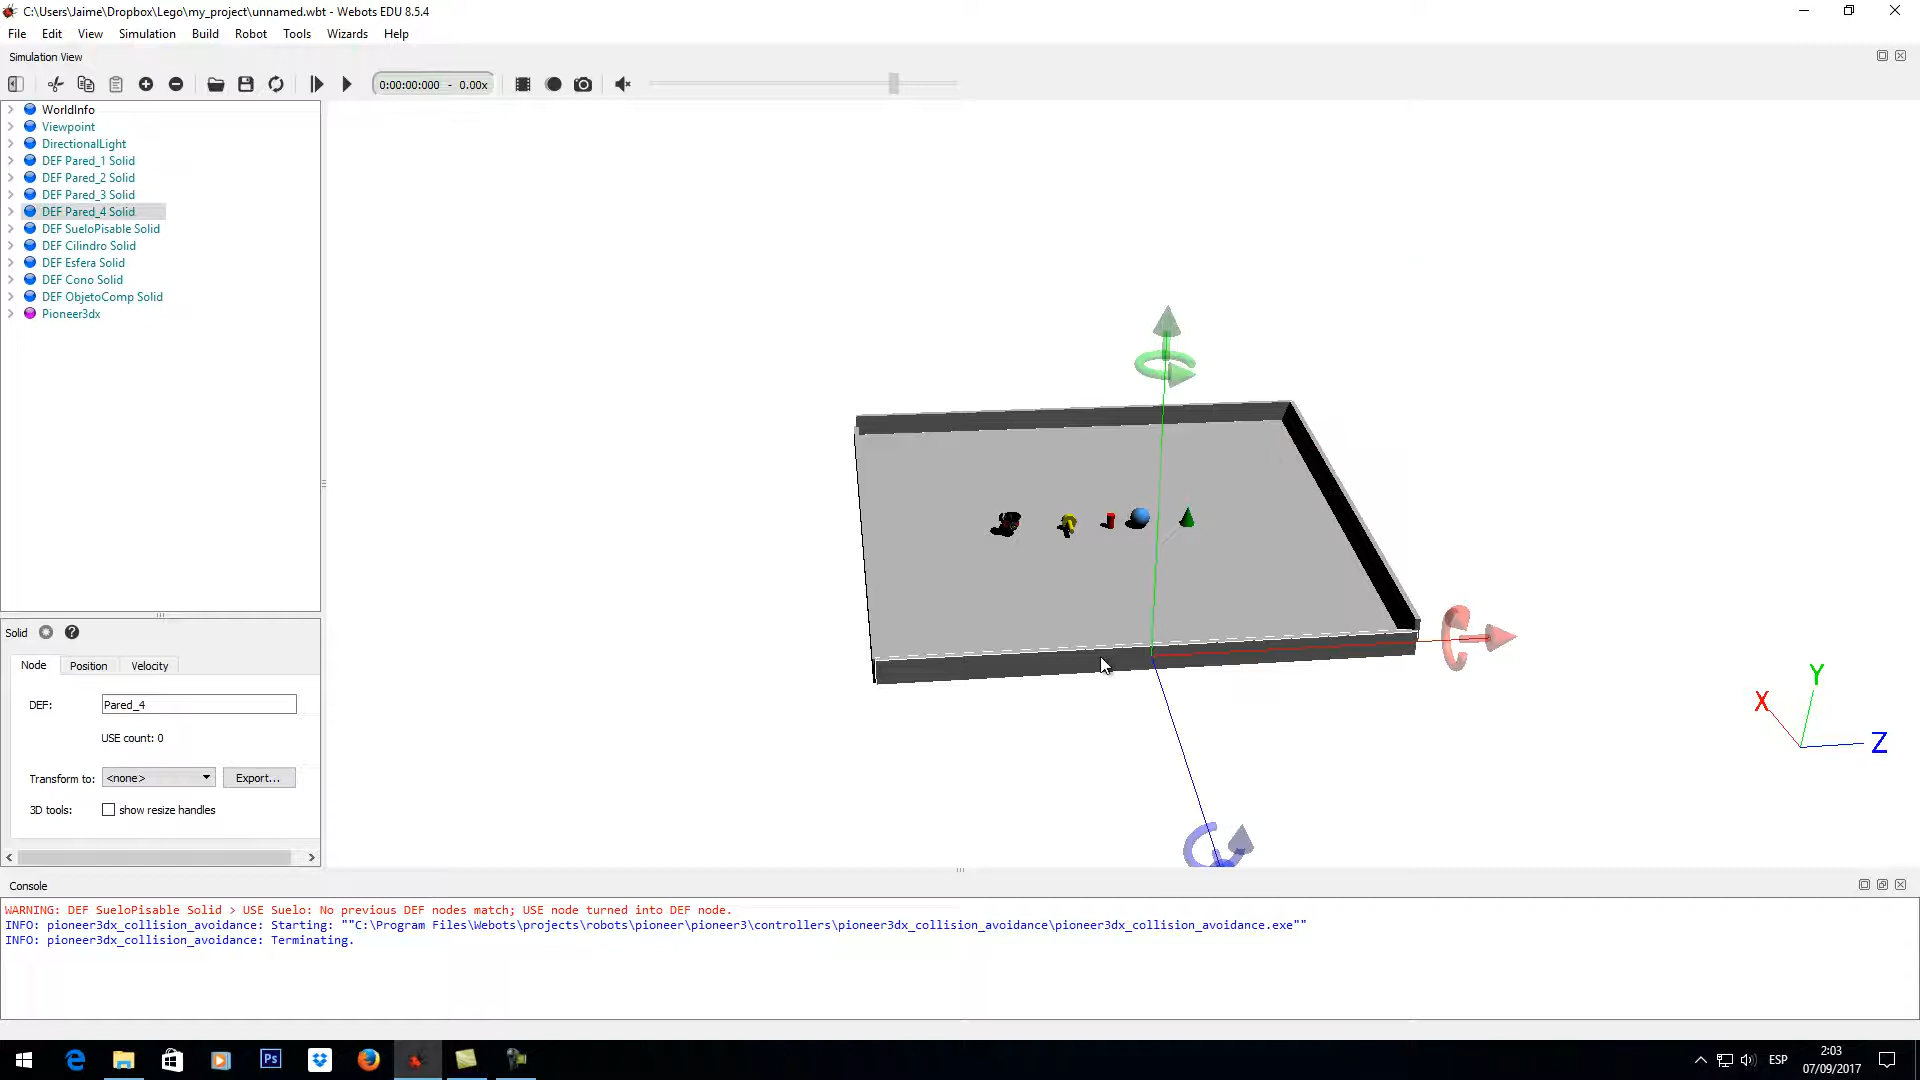 C:\Users\Jaime\Dropbox\Lego\my_project\unnamed.wbt - Webots EDU 8.5.4
File Edit View Simulation Build Robot Tools Wizards Help
Simulation View
0:00:00:000 - 0.00x
WorldInfo
Viewpoint
DirectionalLight
DEF Pared_1 Solid
DEF Pared_2 Solid
DEF Pared_3 Solid
DEF Pared_4 Solid
DEF SueloPisable Solid
DEF Cilindro Solid
DEF Esfera Solid
DEF Cono Solid
DEF ObjetoComp Solid
Pioneer3dx
Solid
Node Position Velocity
DEF: Pared_4
USE count: 0
Transform to: <none> Export...
3D tools: show resize handles
X Y Z
Console
WARNING: DEF SueloPisable Solid > USE Suelo: No previous DEF nodes match; USE node turned into DEF node.
INFO: pioneer3dx_collision_avoidance: Starting: ""C:\Program Files\Webots\projects\robots\pioneer\pioneer3\controllers\pioneer3dx_collision_avoidance\pioneer3dx_collision_avoidance.exe""
INFO: pioneer3dx_collision_avoidance: Terminating.
Ps
ESP
2:03
07/09/2017